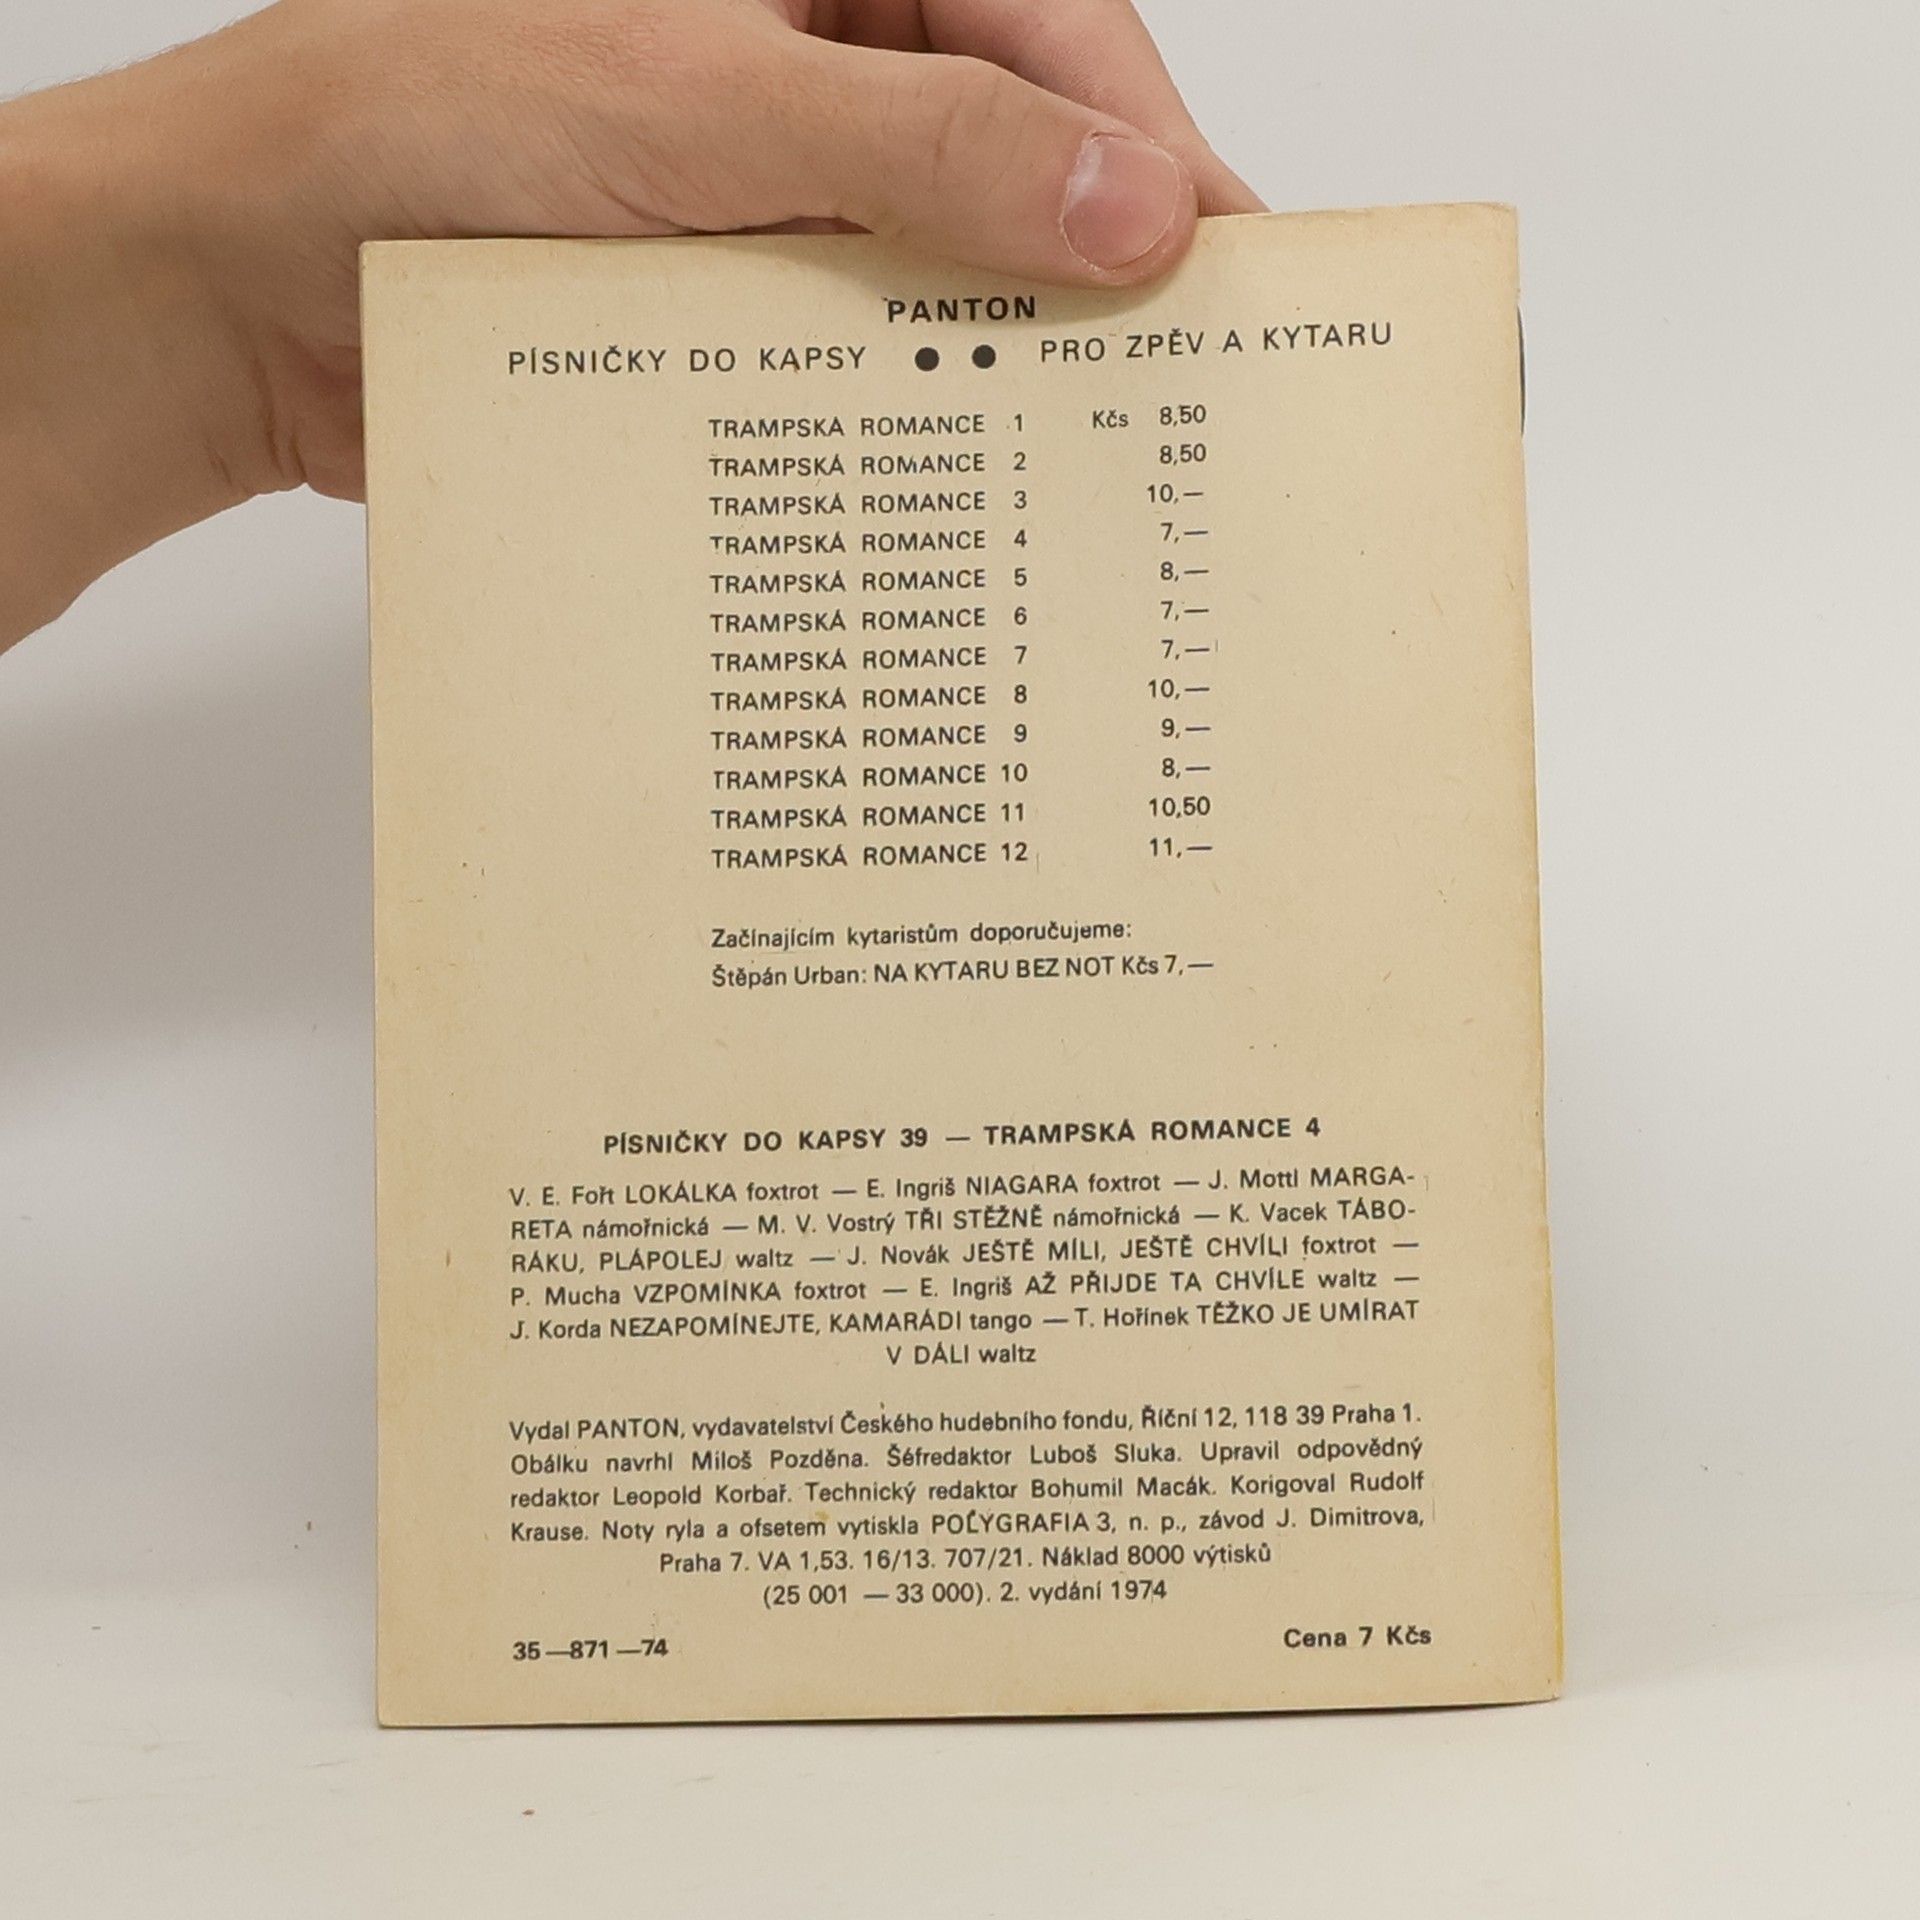 PANTON
PÍSNIČKY DO KAPSY ● ● PRO ZPĚV A KYTARU
TRAMPSKÁ ROMANCE 1 Kčs 8,50
TRAMPSKÁ ROMANCE 2 8,50
TRAMPSKÁ ROMANCE 3 10,—
TRAMPSKÁ ROMANCE 4 7,—
TRAMPSKÁ ROMANCE 5 8,—
TRAMPSKÁ ROMANCE 6 7,—
TRAMPSKÁ ROMANCE 7 7,—
TRAMPSKÁ ROMANCE 8 10,—
TRAMPSKÁ ROMANCE 9 9,—
TRAMPSKÁ ROMANCE 10 8,—
TRAMPSKÁ ROMANCE 11 10,50
TRAMPSKÁ ROMANCE 12 11,—
Začínajícím kytaristům doporučujeme:
Štěpán Urban: NA KYTARU BEZ NOT Kčs 7,—
PÍSNIČKY DO KAPSY 39 — TRAMPSKÁ ROMANCE 4
V. E. Fořt LOKÁLKA foxtrot — E. Ingriš NIAGARA foxtrot — J. Mottl MARGA-
RETA námořnická — M. V. Vostrý TŘI STĚŽNĚ námořnická — K. Vacek TÁBO-
RÁKU, PLÁPOLEJ waltz — J. Novák JEŠTĚ MÍLI, JEŠTĚ CHVÍLI foxtrot —
P. Mucha VZPOMÍNKA foxtrot — E. Ingriš AŽ PŘIJDE TA CHVÍLE waltz —
J. Korda NEZAPOMÍNEJTE, KAMARÁDI tango — T. Hořínek TĚŽKO JE UMÍRAT
V DÁLI waltz
Vydal PANTON, vydavatelství Českého hudebního fondu, Říční 12, 118 39 Praha 1.
Obálku navrhl Miloš Pozděna. Šéfredaktor Luboš Sluka. Upravil odpovědný
redaktor Leopold Korbař. Technický redaktor Bohumil Macák. Korigoval Rudolf
Krause. Noty ryla a ofsetem vytiskla POLYGRAFIA 3, n. p., závod J. Dimitrova,
Praha 7. VA 1,53. 16/13. 707/21. Náklad 8000 výtisků
(25 001 — 33 000). 2. vydání 1974
35—871—74 Cena 7 Kčs